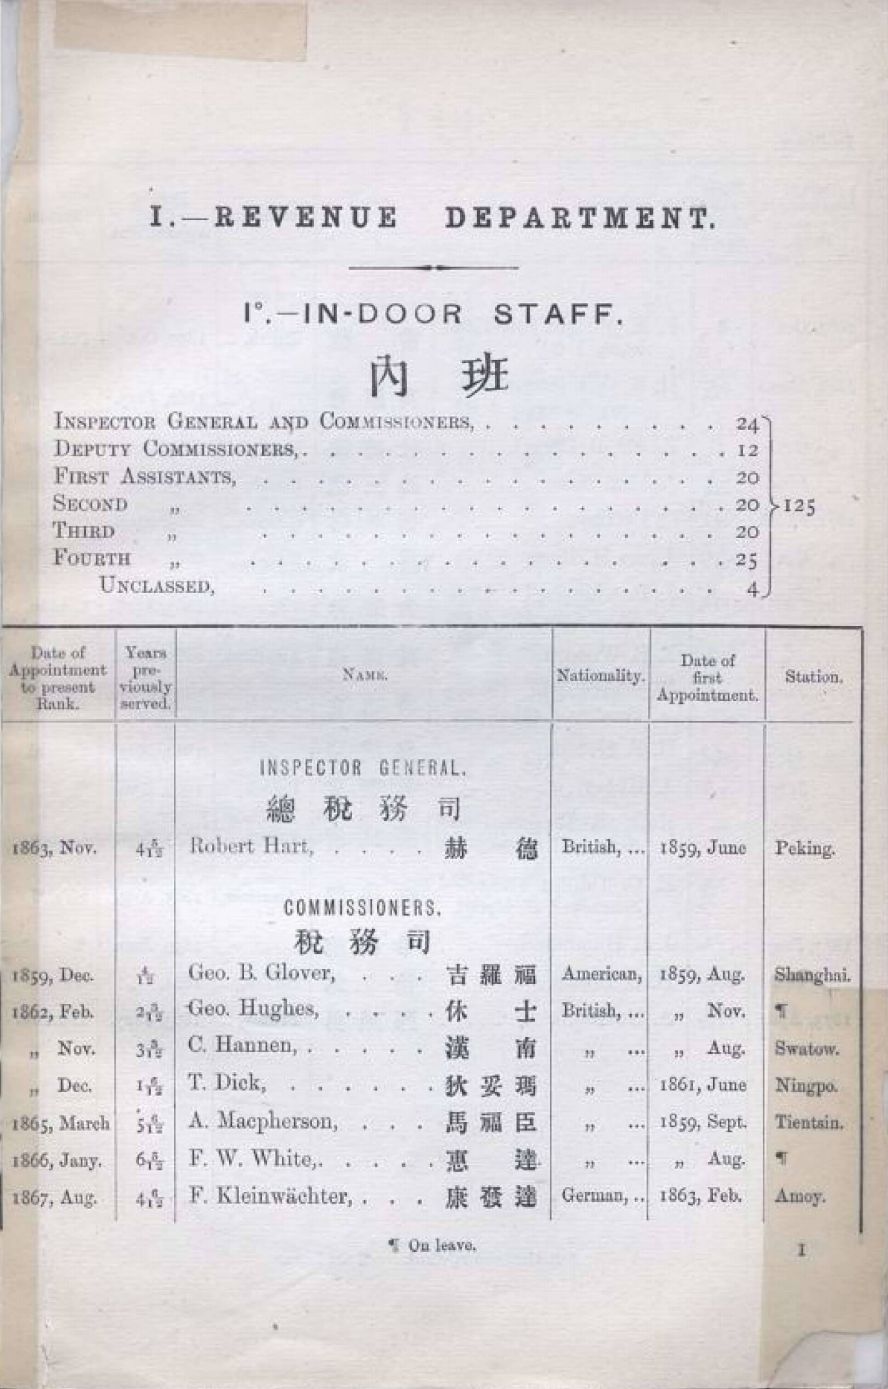 I.—REVENUE DEPARTMENT.
I°.—IN-DOOR STAFF.
內 班
INSPECTOR GENERAL AND COMMISSIONERS, . . . . . . . . . 24
DEPUTY COMMISSIONERS, . . . . . . . . . . . . . . . . 12
FIRST ASSISTANTS, . . . . . . . . . . . . . . . . . 20
SECOND „ . . . . . . . . . . . . . . . . . . 20 } 125
THIRD „ . . . . . . . . . . . . . . . . . 20
FOURTH „ . . . . . . . . . . . . . . . . . 25
UNCLASSED, . . . . . . . . . . . . . . . . . 4
Date of Appointment to present Rank. Years pre-viously served. NAME. Nationality. Date of first Appointment. Station.
INSPECTOR GENERAL.
總 稅 務 司
1863, Nov. 4 5/12 Robert Hart, . . . . 赫 德 British, ... 1859, June Peking.
COMMISSIONERS.
稅 務 司
1859, Dec. 4/12 Geo. B. Glover, . . . 吉 羅 福 American, 1859, Aug. Shanghai.
1862, Feb. 2 3/12 Geo. Hughes, . . . . 休 士 British, ... „ Nov. ¶
„ Nov. 3 3/12 C. Hannen, . . . . . 漢 南 „ ... „ Aug. Swatow.
„ Dec. 1 6/12 T. Dick, . . . . . . 狄 妥 瑪 „ ... 1861, June Ningpo.
1865, March 5 6/12 A. Macpherson, . . . 馬 福 臣 „ ... 1859, Sept. Tientsin.
1866, Jany. 6 5/12 F. W. White, . . . . . 惠 達 „ ... „ Aug. ¶
1867, Aug. 4 6/12 F. Kleinwächter, . . . 康 發 達 German, .. 1863, Feb. Amoy.
¶ On leave.
I